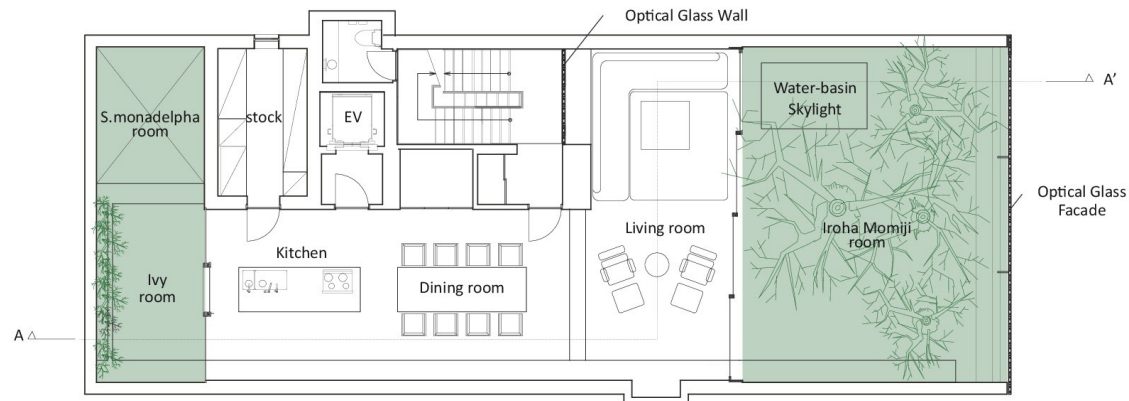 Optical Glass Wall
A'
Water-basin
Skylight
S.monadelpha
room
stock
EV
Optical Glass
Facade
Living room
Iroha Momiji
room
Kitchen
Ivy
room
Dining room
A